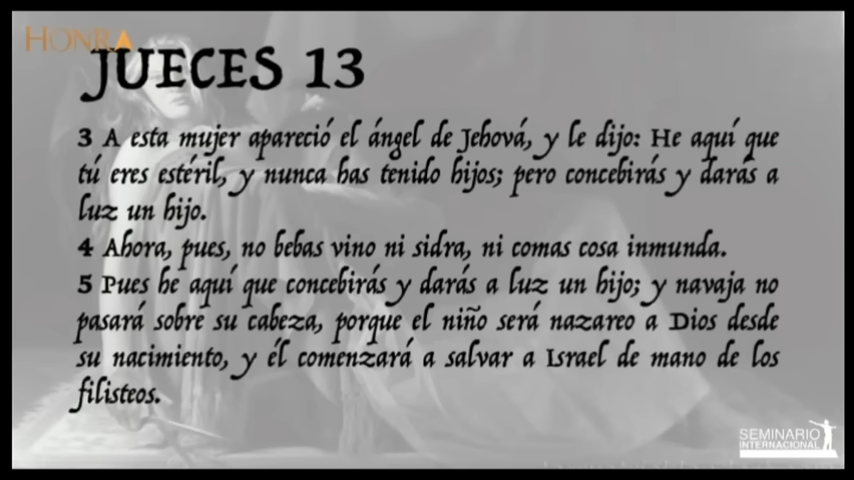 HONRA
JUECES 13
3 A esta mujer apareció el ángel de Jehová, y le dijo: He aquí que
tú eres estéril, y nunca has tenido hijos; pero concebirás y darás a
luz un hijo.
4 Ahora, pues, no bebas vino ni sidra, ni comas cosa inmunda.
5 Pues he aquí que concebirás y darás a luz un hijo; y navaja no
pasará sobre su cabeza, porque el niño será nazareo a Dios desde
su nacimiento, y él comenzará a salvar a Israel de mano de los
filisteos.
SEMINARIO
INTERNACIONAL